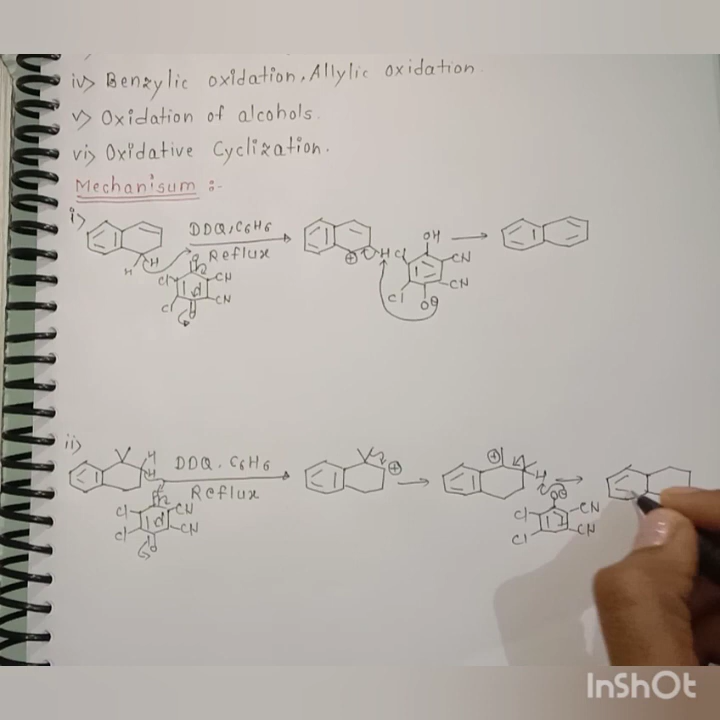 iv) Benzylic oxidation, Allylic oxidation.
v) Oxidation of alcohols.
vi) Oxidative Cyclization.
Mechanisum :-
i)
DDQ, C6H6
Reflux
H
H
Cl
CN
Cl
CN
⊕
H
OH
Cl
CN
CN
Cl
O⊖
ii)
H
H
DDQ. C6H6
Reflux
Cl
CN
Cl
CN
⊕
⊕
H
O⊖
Cl
CN
Cl
CN
InShOt